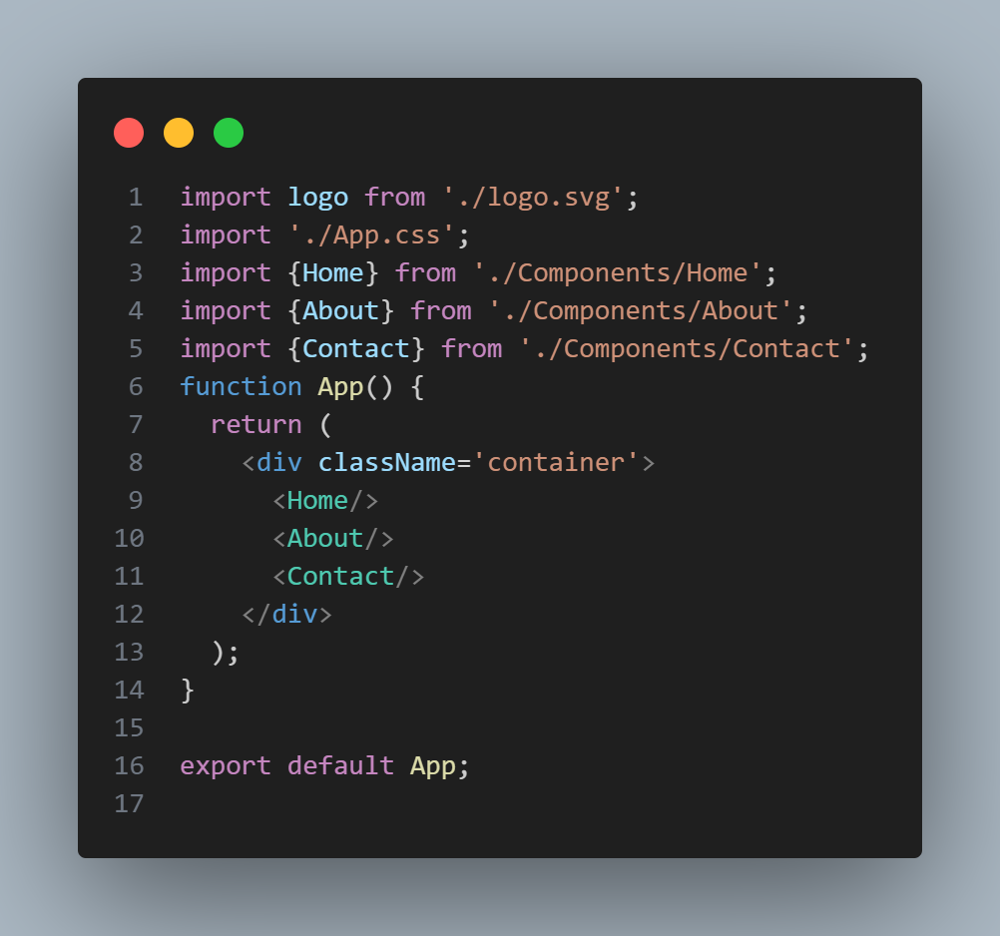 1 import logo from './logo.svg';
2 import './App.css';
3 import {Home} from './Components/Home';
4 import {About} from './Components/About';
5 import {Contact} from './Components/Contact';
6 function App() {
7   return (
8     <div className='container'>
9       <Home/>
10       <About/>
11       <Contact/>
12     </div>
13   );
14 }
15
16 export default App;
17